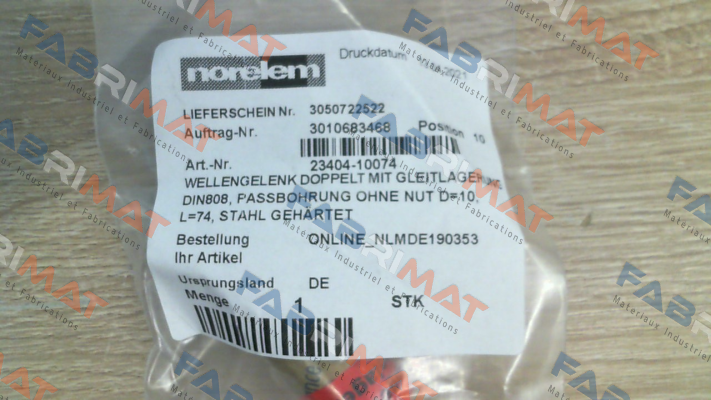 norelem
Druckdatum
LIEFERSCHEIN Nr. 3050722522
Auftrag-Nr. 3010683468 Position 10
Art.-Nr. 23404-10074
WELLENGELENK DOPPELT MIT GLEITLAGER
DIN808, PASSBOHRUNG OHNE NUT D=10,
L=74, STAHL GEHÄRTET
Bestellung ONLINE_NLMDE190353
Ihr Artikel
Ursprungsland DE
Menge 1 STK
FABRIMAT
Materiaux Industriel et Fabrications